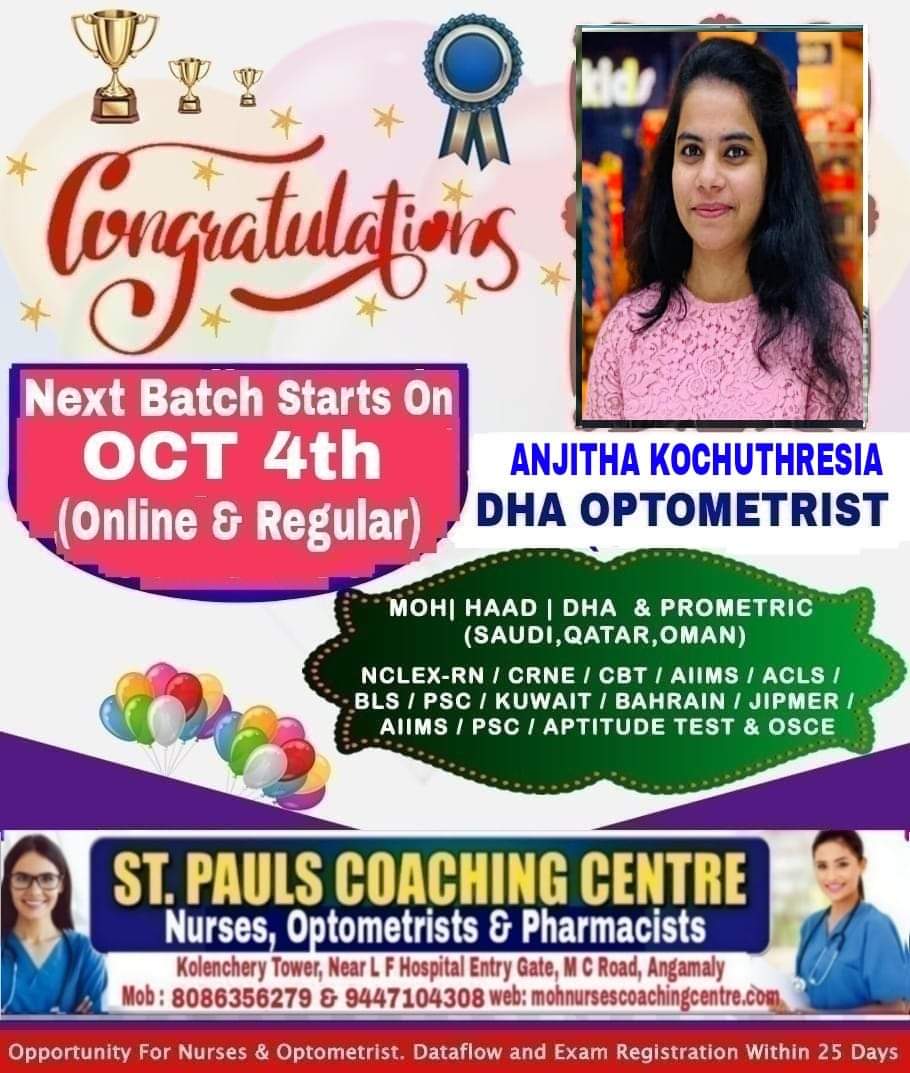 Congratulations
kids
Next Batch Starts On
OCT 4th
(Online & Regular)
ANJITHA KOCHUTHRESIA
DHA OPTOMETRIST
MOH| HAAD | DHA & PROMETRIC
(SAUDI,QATAR,OMAN)
NCLEX-RN / CRNE / CBT / AIIMS / ACLS /
BLS / PSC / KUWAIT / BAHRAIN / JIPMER /
AIIMS / PSC / APTITUDE TEST & OSCE
ST. PAULS COACHING CENTRE
Nurses, Optometrists & Pharmacists
Kolenchery Tower, Near L F Hospital Entry Gate, M C Road, Angamaly
Mob : 8086356279 & 9447104308 web: mohnursescoachingcentre.com
Opportunity For Nurses & Optometrist. Dataflow and Exam Registration Within 25 Days